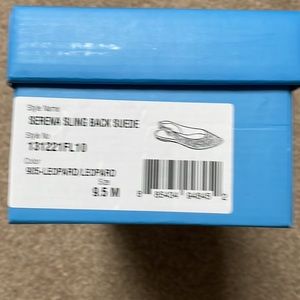 Style Name
SERENA SLING BACK SUEDE
Style No
131221FL10
Color
905-LEOPARD/LEOPARD
Size
9.5 M